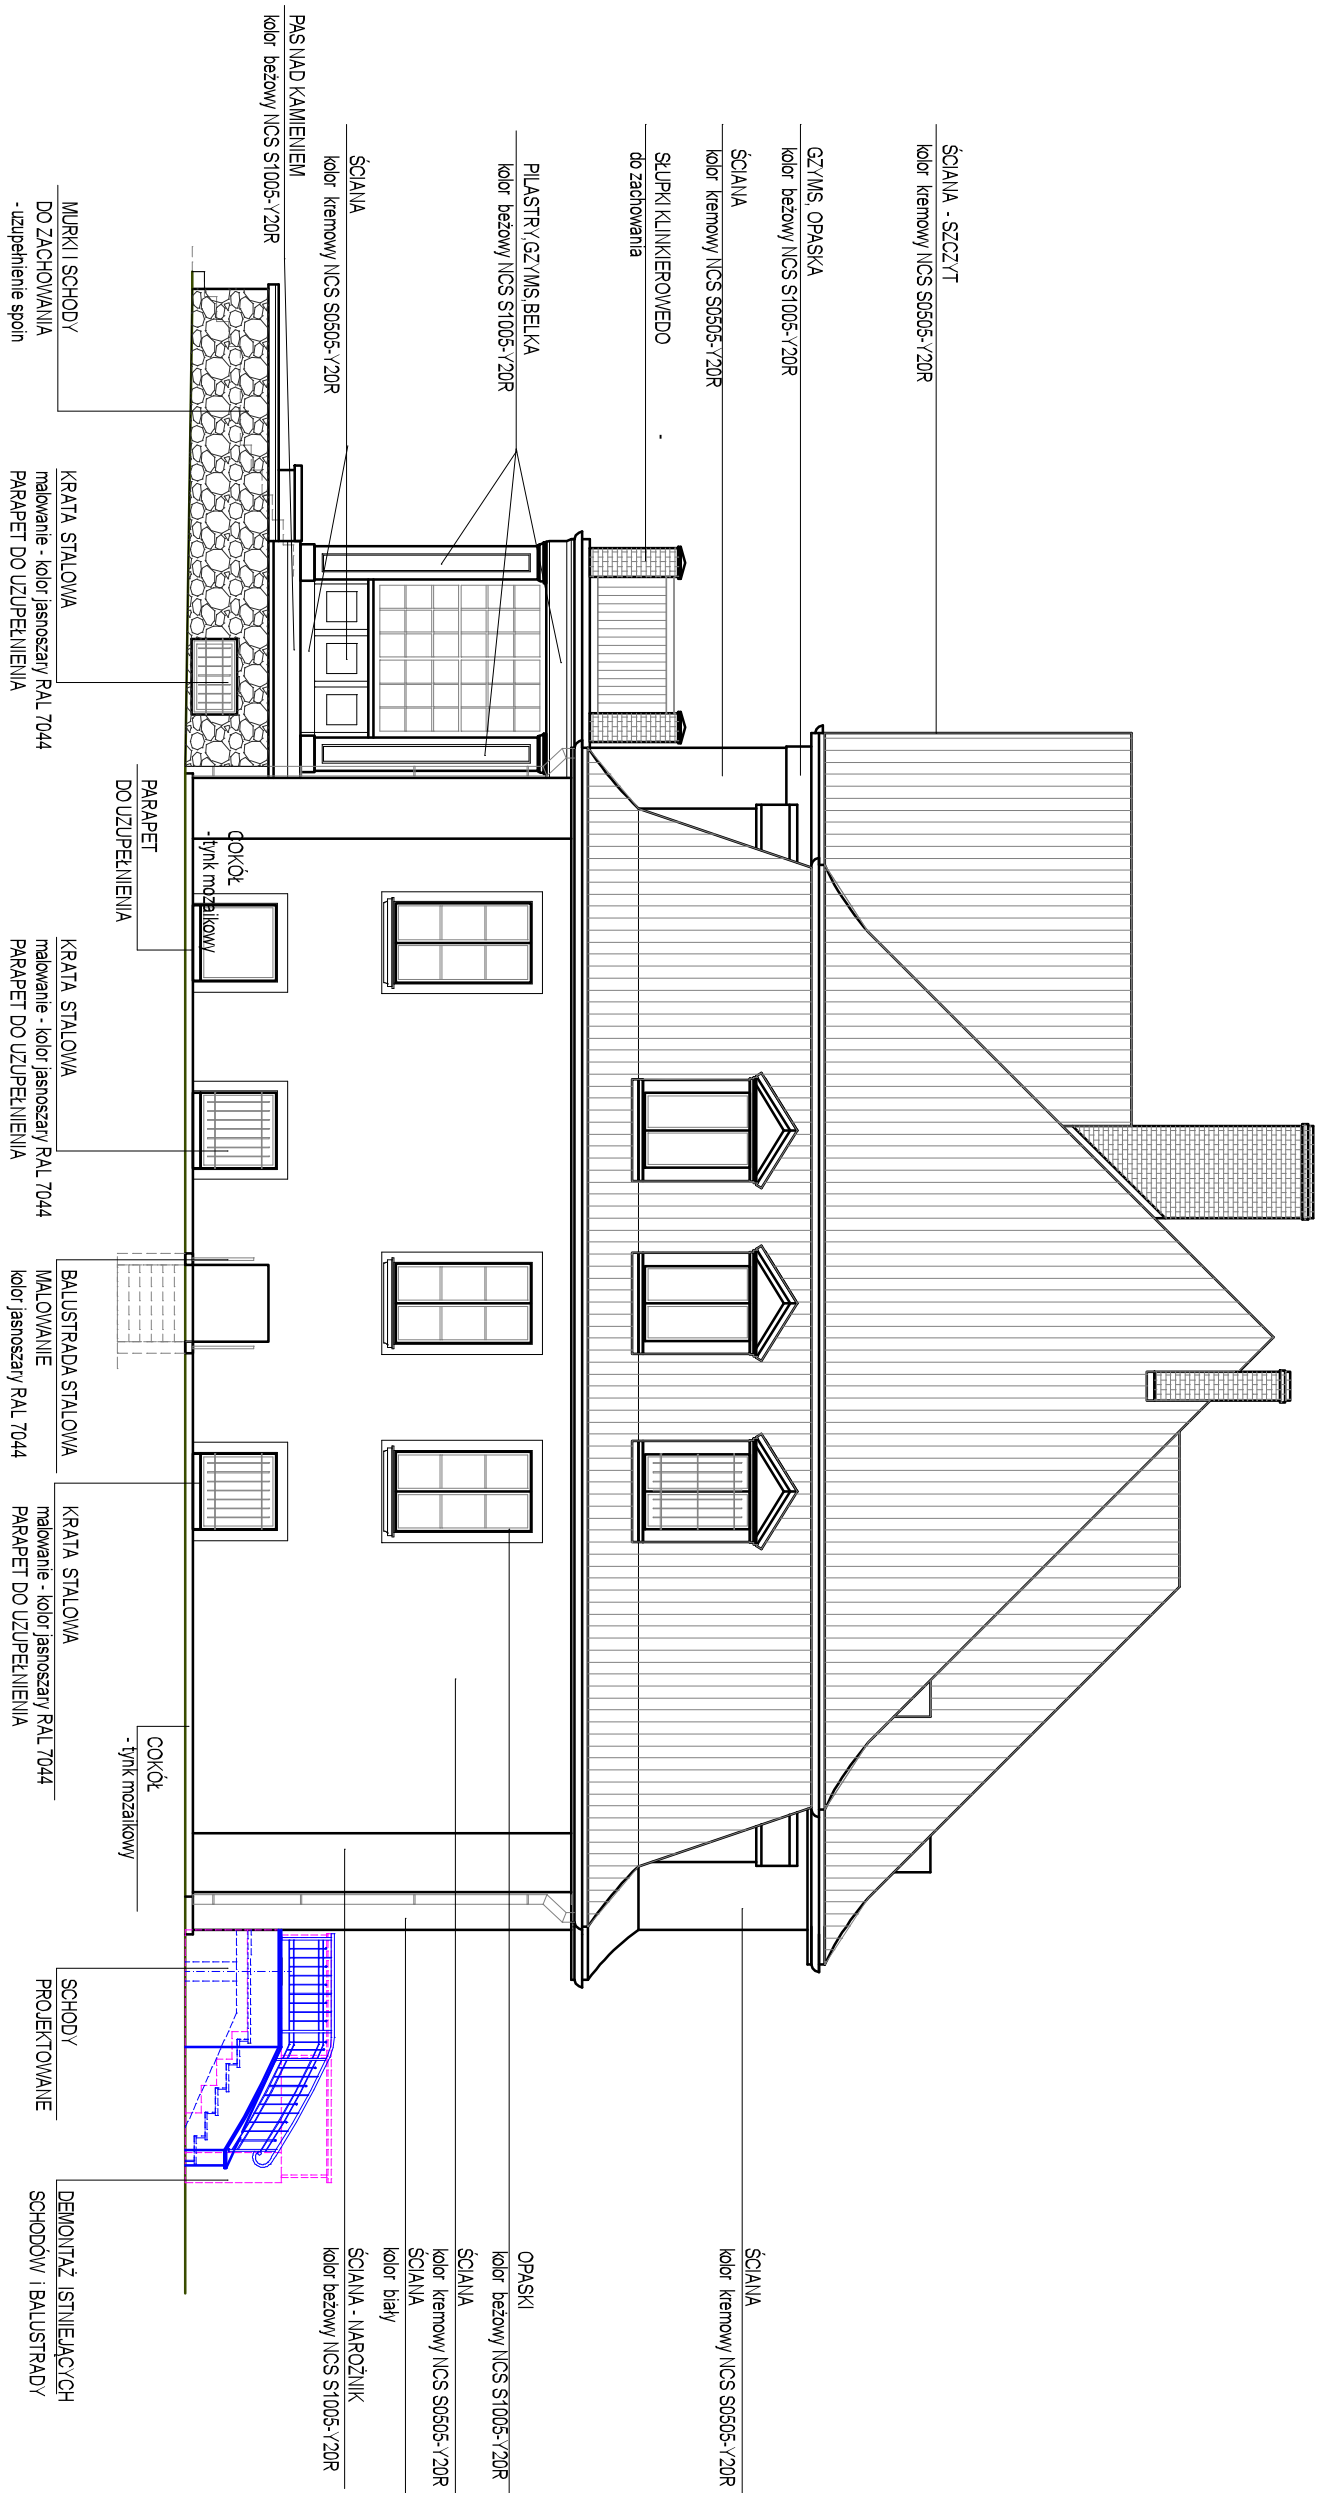 ŚCIANA - SZCZYT
kolor kremowy NCS S0505-Y20R
GZYMS, OPASKA
kolor beżowy NCS S1005-Y20R
ŚCIANA
kolor kremowy NCS S0505-Y20R
SŁUPKI KLINKIEROWEDO
do zachowania
-
PILASTRY,GZYMS,BELKA
kolor beżowy NCS S1005-Y20R
ŚCIANA
kolor kremowy NCS S0505-Y20R
PAS NAD KAMIENIEM
kolor beżowy NCS S1005-Y20R
MURKI I SCHODY
DO ZACHOWANIA
- uzupełnienie spoin
KRATA STALOWA
malowanie - kolor jasnoszary RAL 7044
PARAPET DO UZUPEŁNIENIA
COKÓŁ
- tynk mozaikowy
PARAPET
DO UZUPEŁNIENIA
KRATA STALOWA
malowanie - kolor jasnoszary RAL 7044
PARAPET DO UZUPEŁNIENIA
BALUSTRADA STALOWA
MALOWANIE
kolor jasnoszary RAL 7044
KRATA STALOWA
malowanie - kolor jasnoszary RAL 7044
PARAPET DO UZUPEŁNIENIA
COKÓŁ
- tynk mozaikowy
SCHODY
PROJEKTOWANE
DEMONTAŻ ISTNIEJĄCYCH
SCHODÓW i BALUSTRADY
ŚCIANA
kolor kremowy NCS S0505-Y20R
OPASKI
kolor beżowy NCS S1005-Y20R
ŚCIANA
kolor kremowy NCS S0505-Y20R
ŚCIANA
kolor biały
ŚCIANA - NAROŻNIK
kolor beżowy NCS S1005-Y20R